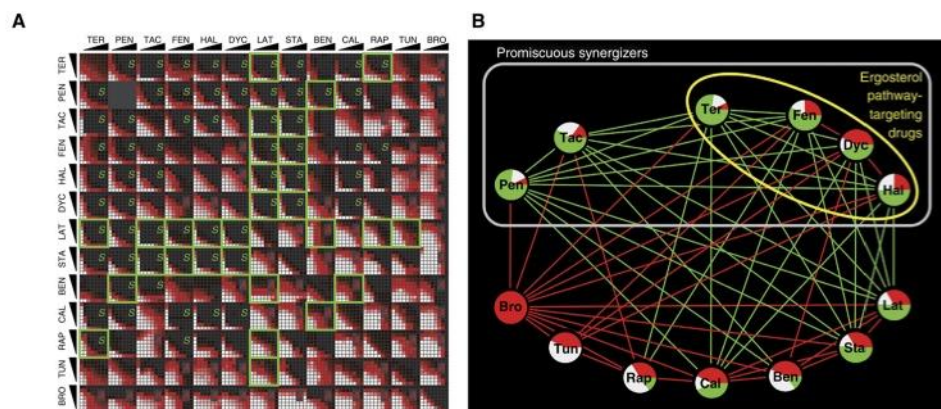 A
TER PEN TAC FEN HAL DYC LAT STA BEN CAL RAP TUN BRO
TER S S S S S S S S S
PEN S S S S S S S S S
TAC S S S S S S
FEN S S S S S S
HAL S S S S S
DYC S S S S S
LAT S S S S S S
STA S S S S S S
BEN S S
CAL S S S S S S
RAP S S
TUN
BRO
B
Promiscuous synergizers
Ergosterol
pathway-
targeting
drugs
Ter
Fen
Tac
Dyc
Pen
Hal
Bro
Lat
Tun
Sta
Rap
Cal
Ben